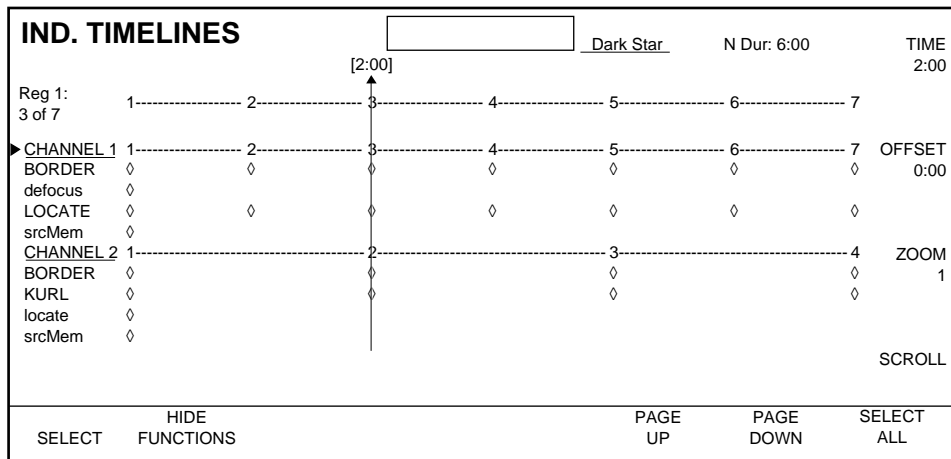 IND. TIMELINES
Dark Star N Dur: 6:00 TIME
[2:00] 2:00
Reg 1:
3 of 7
1 2 3 4 5 6 7
CHANNEL 1 1 2 3 4 5 6 7 OFFSET
BORDER 0:00
defocus
LOCATE
srcMem
CHANNEL 2 1 2 3 4 ZOOM
BORDER 1
KURL
locate
srcMem
SCROLL
SELECT
HIDE
FUNCTIONS
PAGE
UP
PAGE
DOWN
SELECT
ALL